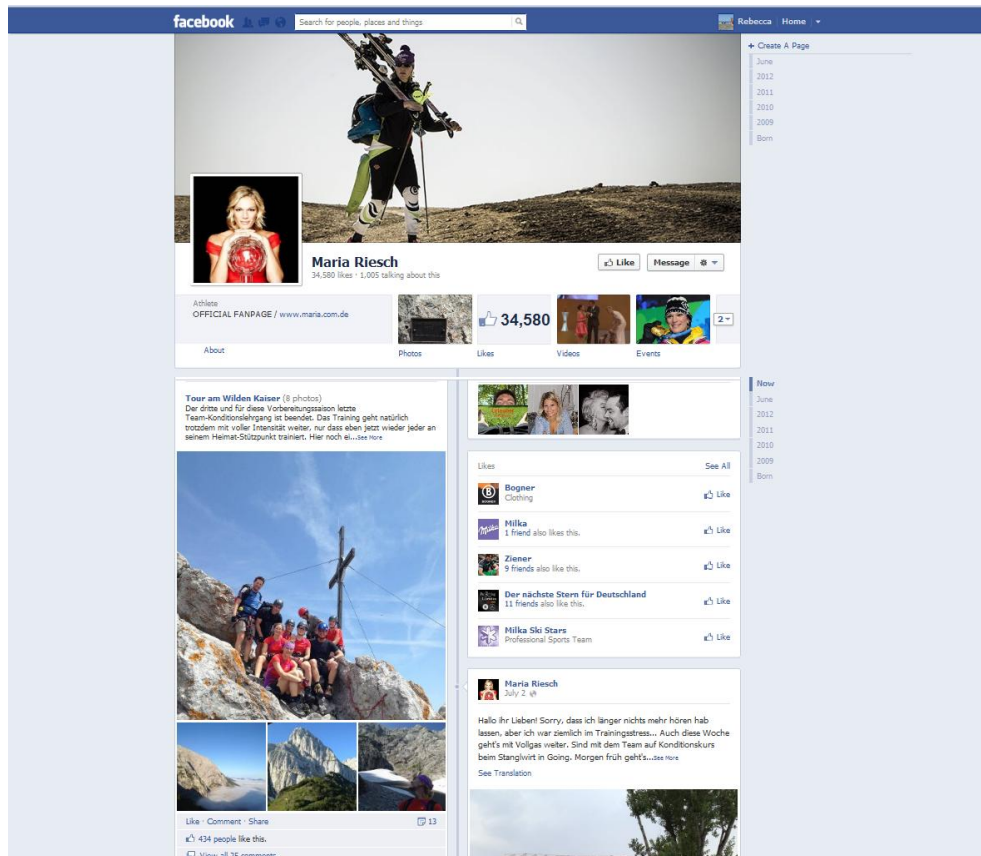 facebook
Search for people, places and things
Rebecca Home
+ Create A Page
June
2012
2011
2010
2009
Born
Maria Riesch
34,580 likes · 1,005 talking about this
Like
Message
Athlete
OFFICIAL FANPAGE / www.maria.com.de
About
34,580
2
Photos
Likes
Videos
Events
Now
June
2012
2011
2010
2009
Born
Tour am Wilden Kaiser (8 photos)
Der dritte und für diese Vorbereitungssaison letzte
Team-Konditionslehrgang ist beendet. Das Training geht natürlich
trotzdem mit voller Intensität weiter, nur dass eben jetzt wieder jeder an
seinem Heimat-Stützpunkt trainiert. Hier noch ei...See More
Like · Comment · Share
13
434 people like this.
View all 25 comments
Likes
See All
Bogner
Clothing
Like
Milka
1 friend also likes this.
Like
Ziener
9 friends also like this.
Like
Der nächste Stern für Deutschland
11 friends also like this.
Like
Milka Ski Stars
Professional Sports Team
Like
Maria Riesch
July 2
Hallo ihr Lieben! Sorry, dass ich länger nichts mehr hören hab
lassen, aber ich war ziemlich im Trainingsstress... Auch diese Woche
geht's mit Vollgas weiter. Sind mit dem Team auf Konditionskurs
beim Stanglwirt in Going. Morgen früh geht's...See More
See Translation